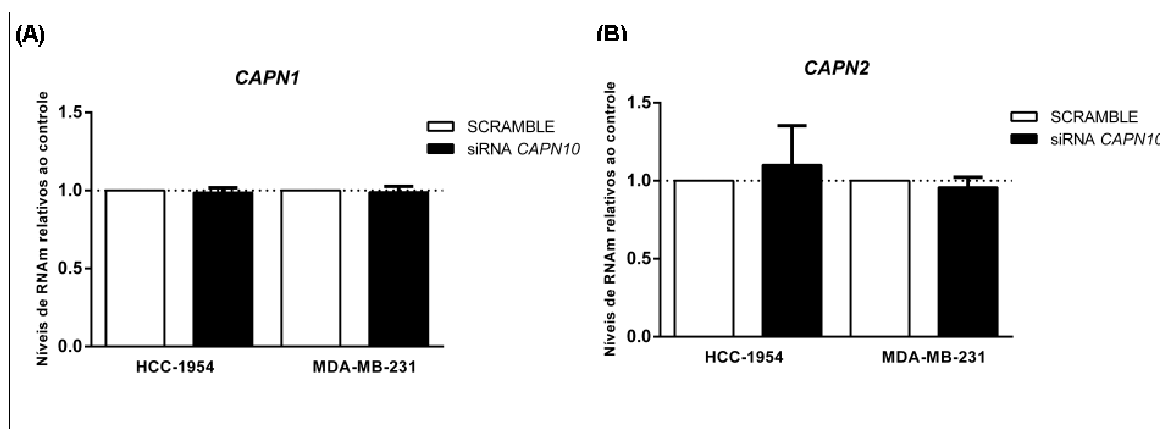 (A)
CAPN1
Níveis de RNAm relativos ao controle
1.5
1.0
0.5
0.0
HCC-1954
MDA-MB-231
SCRAMBLE
siRNA CAPN10
(B)
CAPN2
Níveis de RNAm relativos ao controle
1.5
1.0
0.5
0.0
HCC-1954
MDA-MB-231
SCRAMBLE
siRNA CAPN10